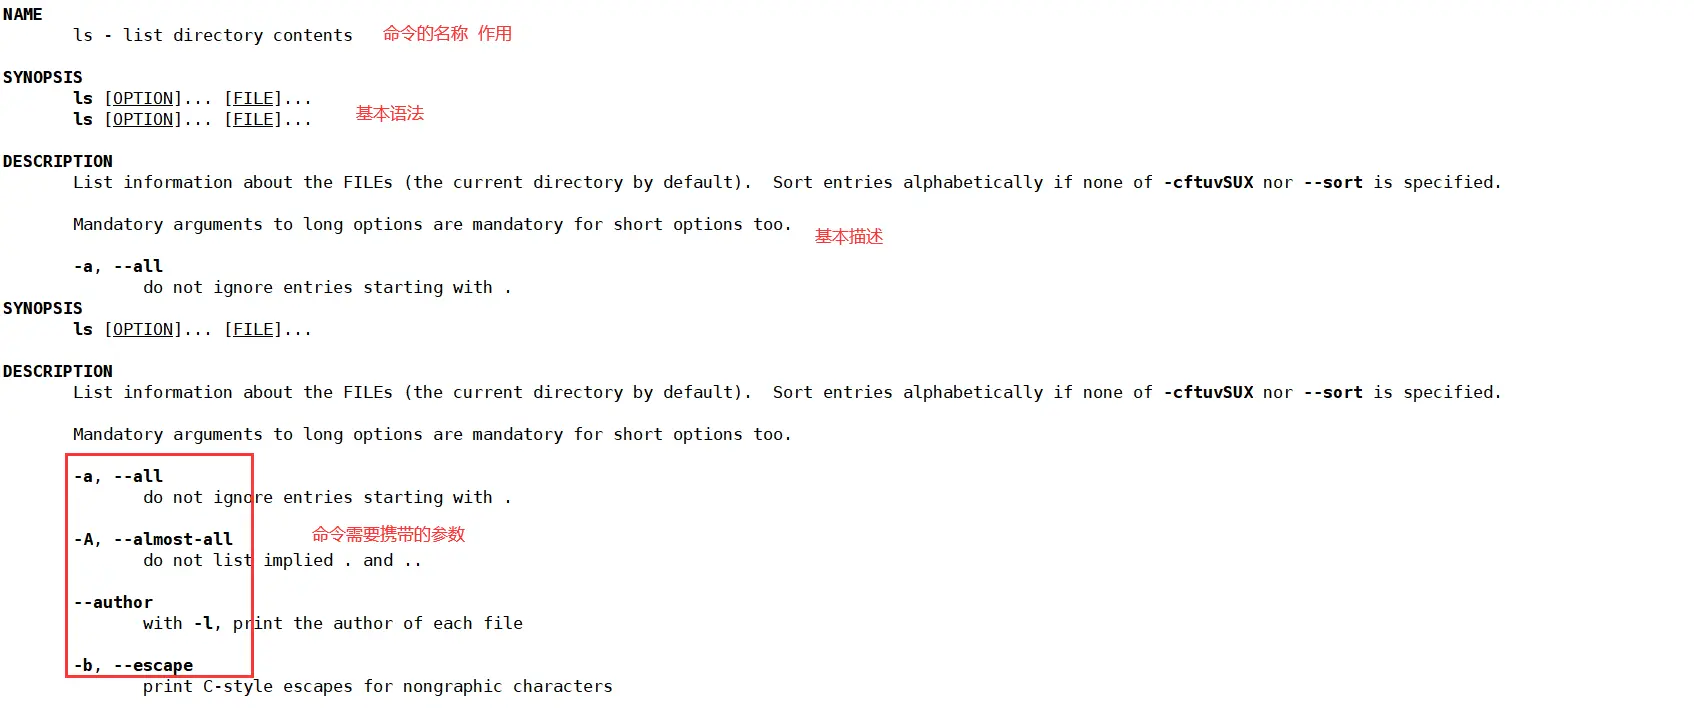 NAME
ls - list directory contents 命令的名称 作用
SYNOPSIS
ls [OPTION]... [FILE]...
ls [OPTION]... [FILE]...
基本语法
DESCRIPTION
List information about the FILEs (the current directory by default). Sort entries alphabetically if none of -cftuvSUX nor --sort is specified.
Mandatory arguments to long options are mandatory for short options too.
基本描述
-a, --all
do not ignore entries starting with .
SYNOPSIS
ls [OPTION]... [FILE]...
DESCRIPTION
List information about the FILEs (the current directory by default). Sort entries alphabetically if none of -cftuvSUX nor --sort is specified.
Mandatory arguments to long options are mandatory for short options too.
-a, --all
do not ignore entries starting with .
-A, --almost-all 命令需要携带的参数
do not list implied . and ..
--author
with -l, print the author of each file
-b, --escape
print C-style escapes for nongraphic characters